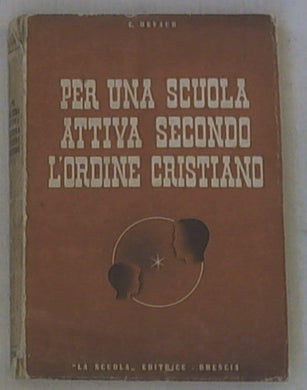 E. DEVAUD
PER UNA SCUOLA
ATTIVA SECONDO
L'ORDINE CRISTIANO
"LA SCUOLA„ EDITRICE - BRESCIA